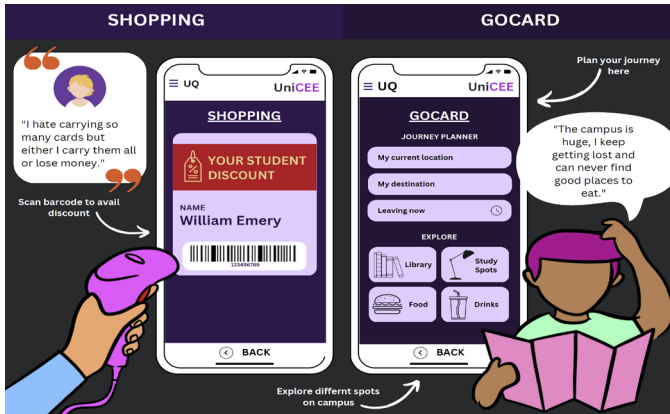 SHOPPING
"I hate carrying so
many cards but
either I carry them all
or lose money."
Scan barcode to avail
discount
UQ
UniCEE
SHOPPING
YOUR STUDENT
DISCOUNT
NAME
William Emery
123456789
BACK
GOCARD
Plan your journey
here
UQ
UniCEE
GOCARD
JOURNEY PLANNER
My current location
My destination
Leaving now
EXPLORE
Library
Study
Spots
Food
Drinks
BACK
"The campus is
huge, I keep
getting lost and
can never find
good places to
eat."
Explore differnt spots
on campus